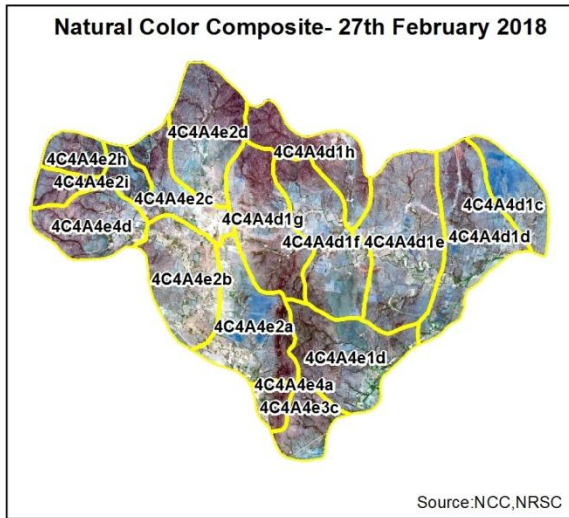 Natural Color Composite- 27th February 2018
4C4A4e2d
4C4A4e2h
4C4A4d1h
4C4A4e2i
4C4A4e2c
4C4A4d1c
4C4A4e4d
4C4A4d1g
4C4A4d1f
4C4A4d1e
4C4A4d1d
4C4A4e2b
4C4A4e2a
4C4A4e1d
4C4A4e4a
4C4A4e3c
Source:NCC,NRSC